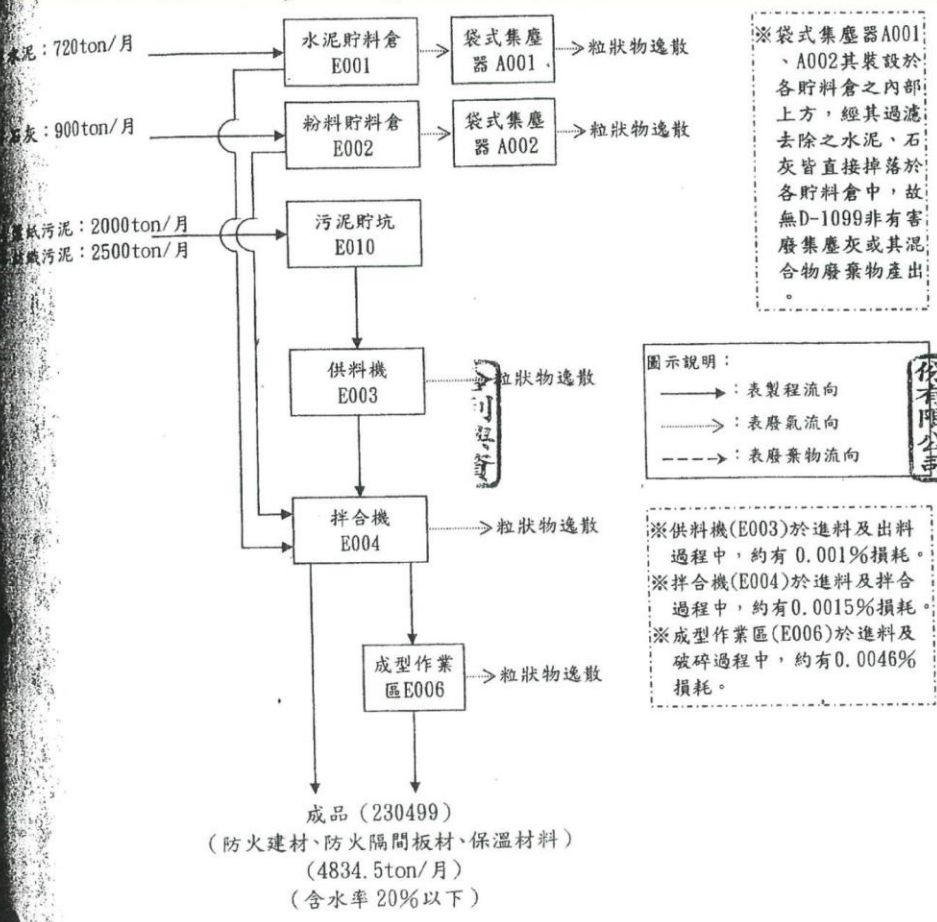 水泥：720ton/月
水泥貯料倉
E001
袋式集塵
器 A001
粒狀物逸散
石灰：900ton/月
粉料貯料倉
E002
袋式集塵
器 A002
粒狀物逸散
紙污泥：2000ton/月
紡織污泥：2500ton/月
污泥貯坑
E010
供料機
E003
粒狀物逸散
拌合機
E004
粒狀物逸散
成型作業
區E006
粒狀物逸散
成品（230499）
（防火建材、防火隔間板材、保溫材料）
(4834.5ton/月)
(含水率 20%以下)
※袋式集塵器A001
、A002其裝設於
各貯料倉之內部
上方，經其過濾
去除之水泥、石
灰皆直接掉落於
各貯料倉中，故
無D-1099非有害
廢集塵灰或其混
合物廢棄物產出
。
圖示說明：
：表製程流向
：表廢氣流向
：表廢棄物流向
份有限公司
※供料機(E003)於進料及出料
過程中，約有 0.001%損耗。
※拌合機(E004)於進料及拌合
過程中，約有0.0015%損耗。
※成型作業區(E006)於進料及
破碎過程中，約有0.0046%
損耗。